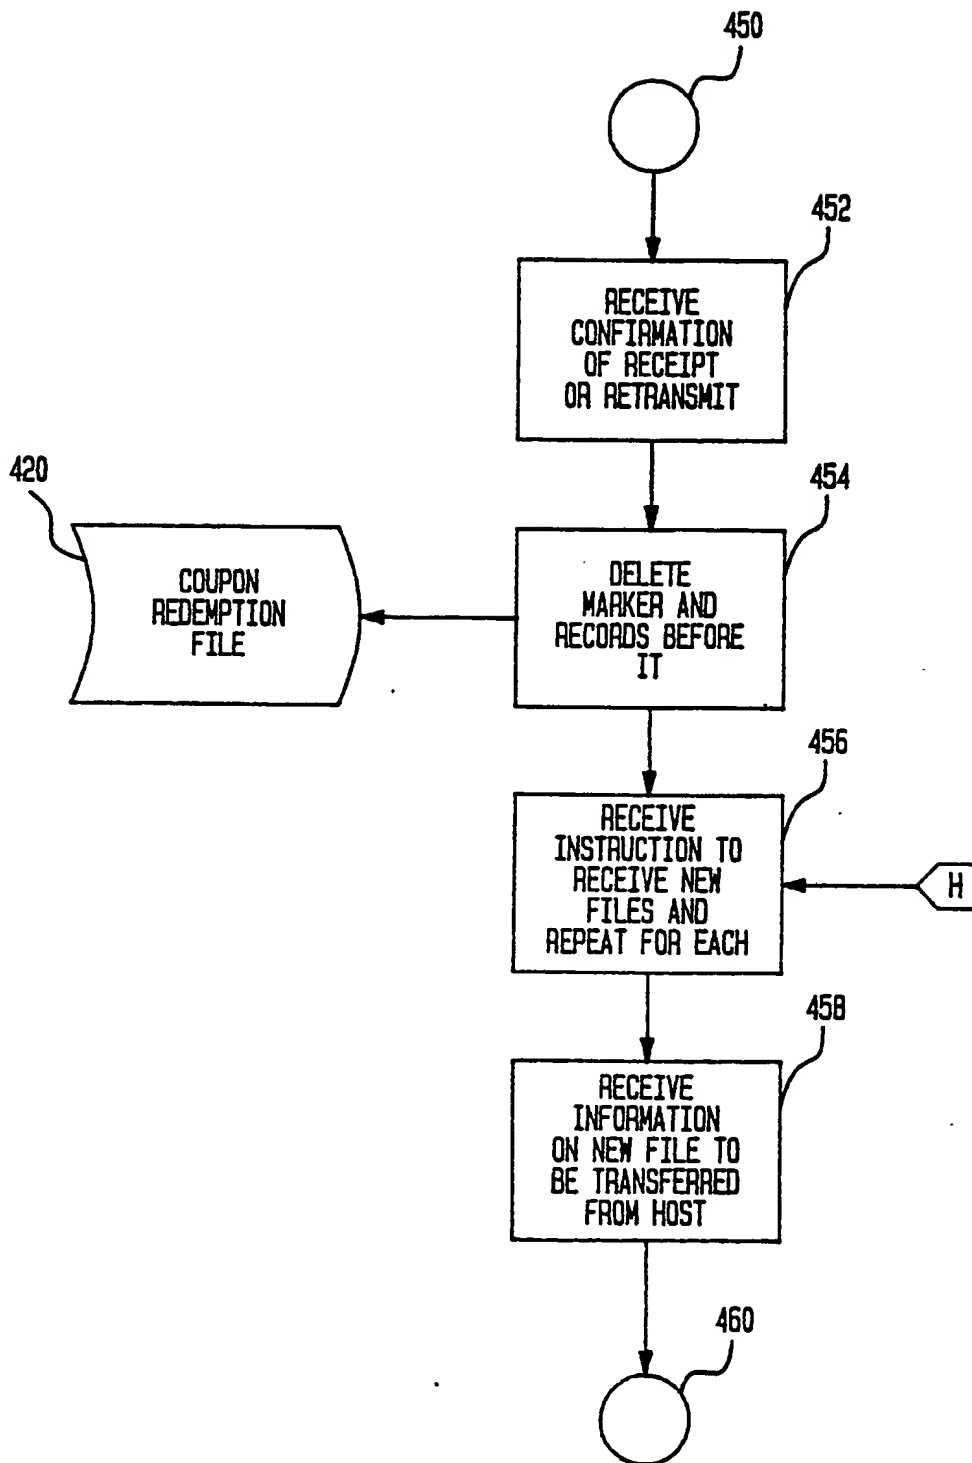 450
452
RECEIVE
CONFIRMATION
OF RECEIPT
OR RETRANSMIT
420
454
COUPON
REDEMPTION
FILE
DELETE
MARKER AND
RECORDS BEFORE
IT
456
RECEIVE
INSTRUCTION TO
RECEIVE NEW
FILES AND
REPEAT FOR EACH
H
458
RECEIVE
INFORMATION
ON NEW FILE TO
BE TRANSFERRED
FROM HOST
460